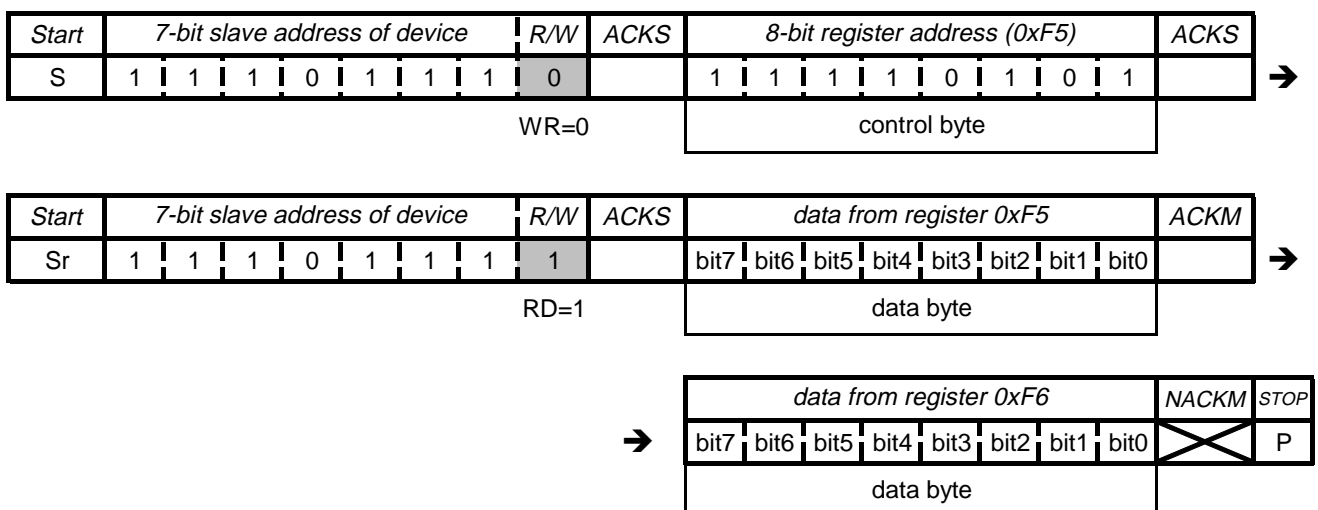 Start 7-bit slave address of device R/W ACKS 8-bit register address (0xF5) ACKS
S 1 1 1 0 1 1 1 0 1 1 1 1 0 1 0 1 ➔
WR=0 control byte
Start 7-bit slave address of device R/W ACKS data from register 0xF5 ACKM
Sr 1 1 1 0 1 1 1 1 bit7 bit6 bit5 bit4 bit3 bit2 bit1 bit0 ➔
RD=1 data byte
data from register 0xF6 NACKM STOP
➔ bit7 bit6 bit5 bit4 bit3 bit2 bit1 bit0 P
data byte